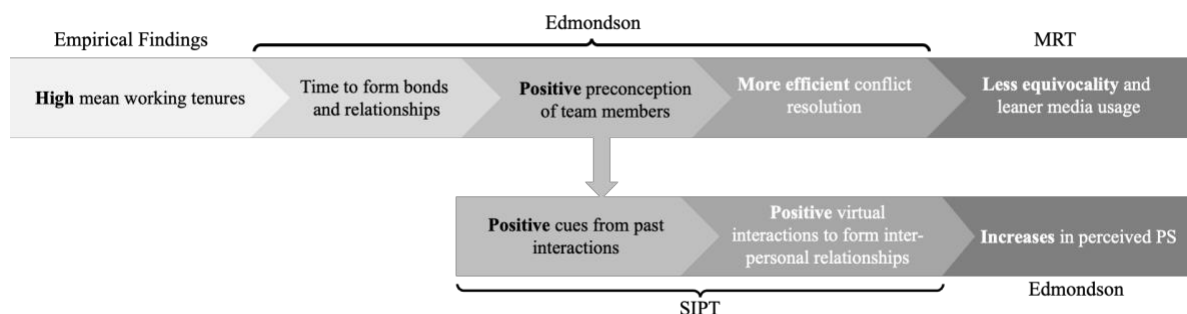 Edmondson
Empirical Findings
MRT
High mean working tenures
Time to form bonds
and relationships
Positive preconception
of team members
More efficient conflict
resolution
Less equivocality and
leaner media usage
Positive cues from past
interactions
Positive virtual
interactions to form inter-
personal relationships
Increases in perceived PS
SIPT
Edmondson